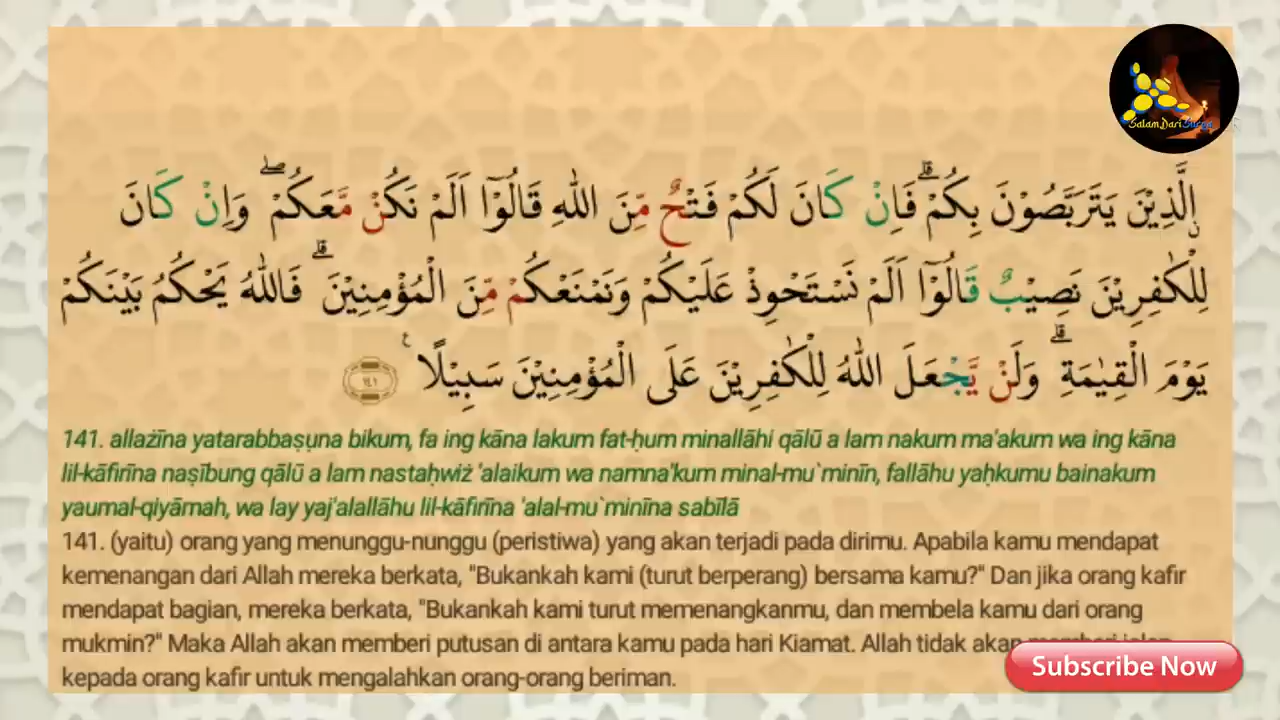 Salam Dari Surga
اۨلَّذِيْنَ يَتَرَبَّصُوْنَ بِكُمْۗ فَاِنْ كَانَ لَكُمْ فَتْحٌ مِّنَ اللّٰهِ قَالُوْٓا اَلَمْ نَكُنْ مَّعَكُمْۖ وَاِنْ كَانَ
لِلْكٰفِرِيْنَ نَصِيْبٌ قَالُوْٓا اَلَمْ نَسْتَحْوِذْ عَلَيْكُمْ وَنَمْنَعْكُمْ مِّنَ الْمُؤْمِنِيْنَۗ فَاللّٰهُ يَحْكُمُ بَيْنَكُمْ
يَوْمَ الْقِيٰمَةِۗ وَلَنْ يَّجْعَلَ اللّٰهُ لِلْكٰفِرِيْنَ عَلَى الْمُؤْمِنِيْنَ سَبِيْلًا ࣖ ١٤١
141. allażīna yatarabbaṣụna bikum, fa ing kāna lakum fat-ḥum minallāhi qālū a lam nakum ma'akum wa ing kāna
lil-kāfirīna naṣībung qālū a lam nastaḥwiż 'alaikum wa namna'kum minal-mu`minīn, fallāhu yaḥkumu bainakum
yaumal-qiyāmah, wa lay yaj'alallāhu lil-kāfirīna 'alal-mu`minīna sabīlā
141. (yaitu) orang yang menunggu-nunggu (peristiwa) yang akan terjadi pada dirimu. Apabila kamu mendapat
kemenangan dari Allah mereka berkata, "Bukankah kami (turut berperang) bersama kamu?" Dan jika orang kafir
mendapat bagian, mereka berkata, "Bukankah kami turut memenangkanmu, dan membela kamu dari orang
mukmin?" Maka Allah akan memberi putusan di antara kamu pada hari Kiamat. Allah tidak akan
kepada orang kafir untuk mengalahkan orang-orang beriman.
Subscribe Now